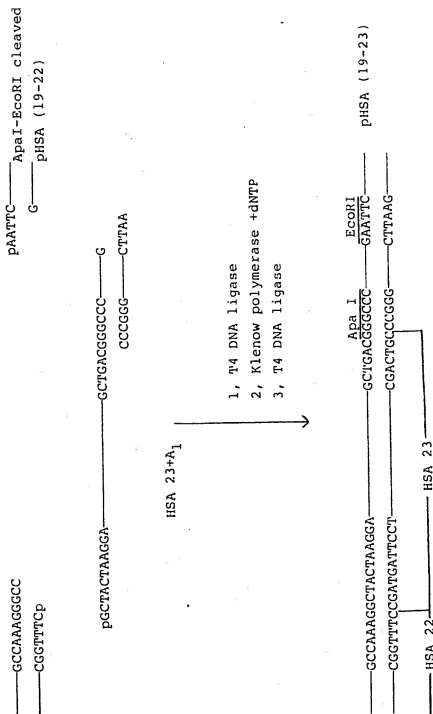 GCCAAAGGGCC pAATTC ApaI-EcoRI cleaved
CGGTTTCp G pHSA (19-22)
pGCTACTAAGGA GCTGACGGGCCC G
CCCGGG CTTAA
HSA 23+A1
1, T4 DNA ligase
2, Klenow polymerase +dNTP
3, T4 DNA ligase
Apa I EcoRI
GCCAAAGGCTACTAAGGA GCTGACGGGCCC GAATTC pHSA (19-23)
CGGTTTCCGATGATTCCT CGACTGCCCGGG CTTAAG
HSA 22 HSA 23